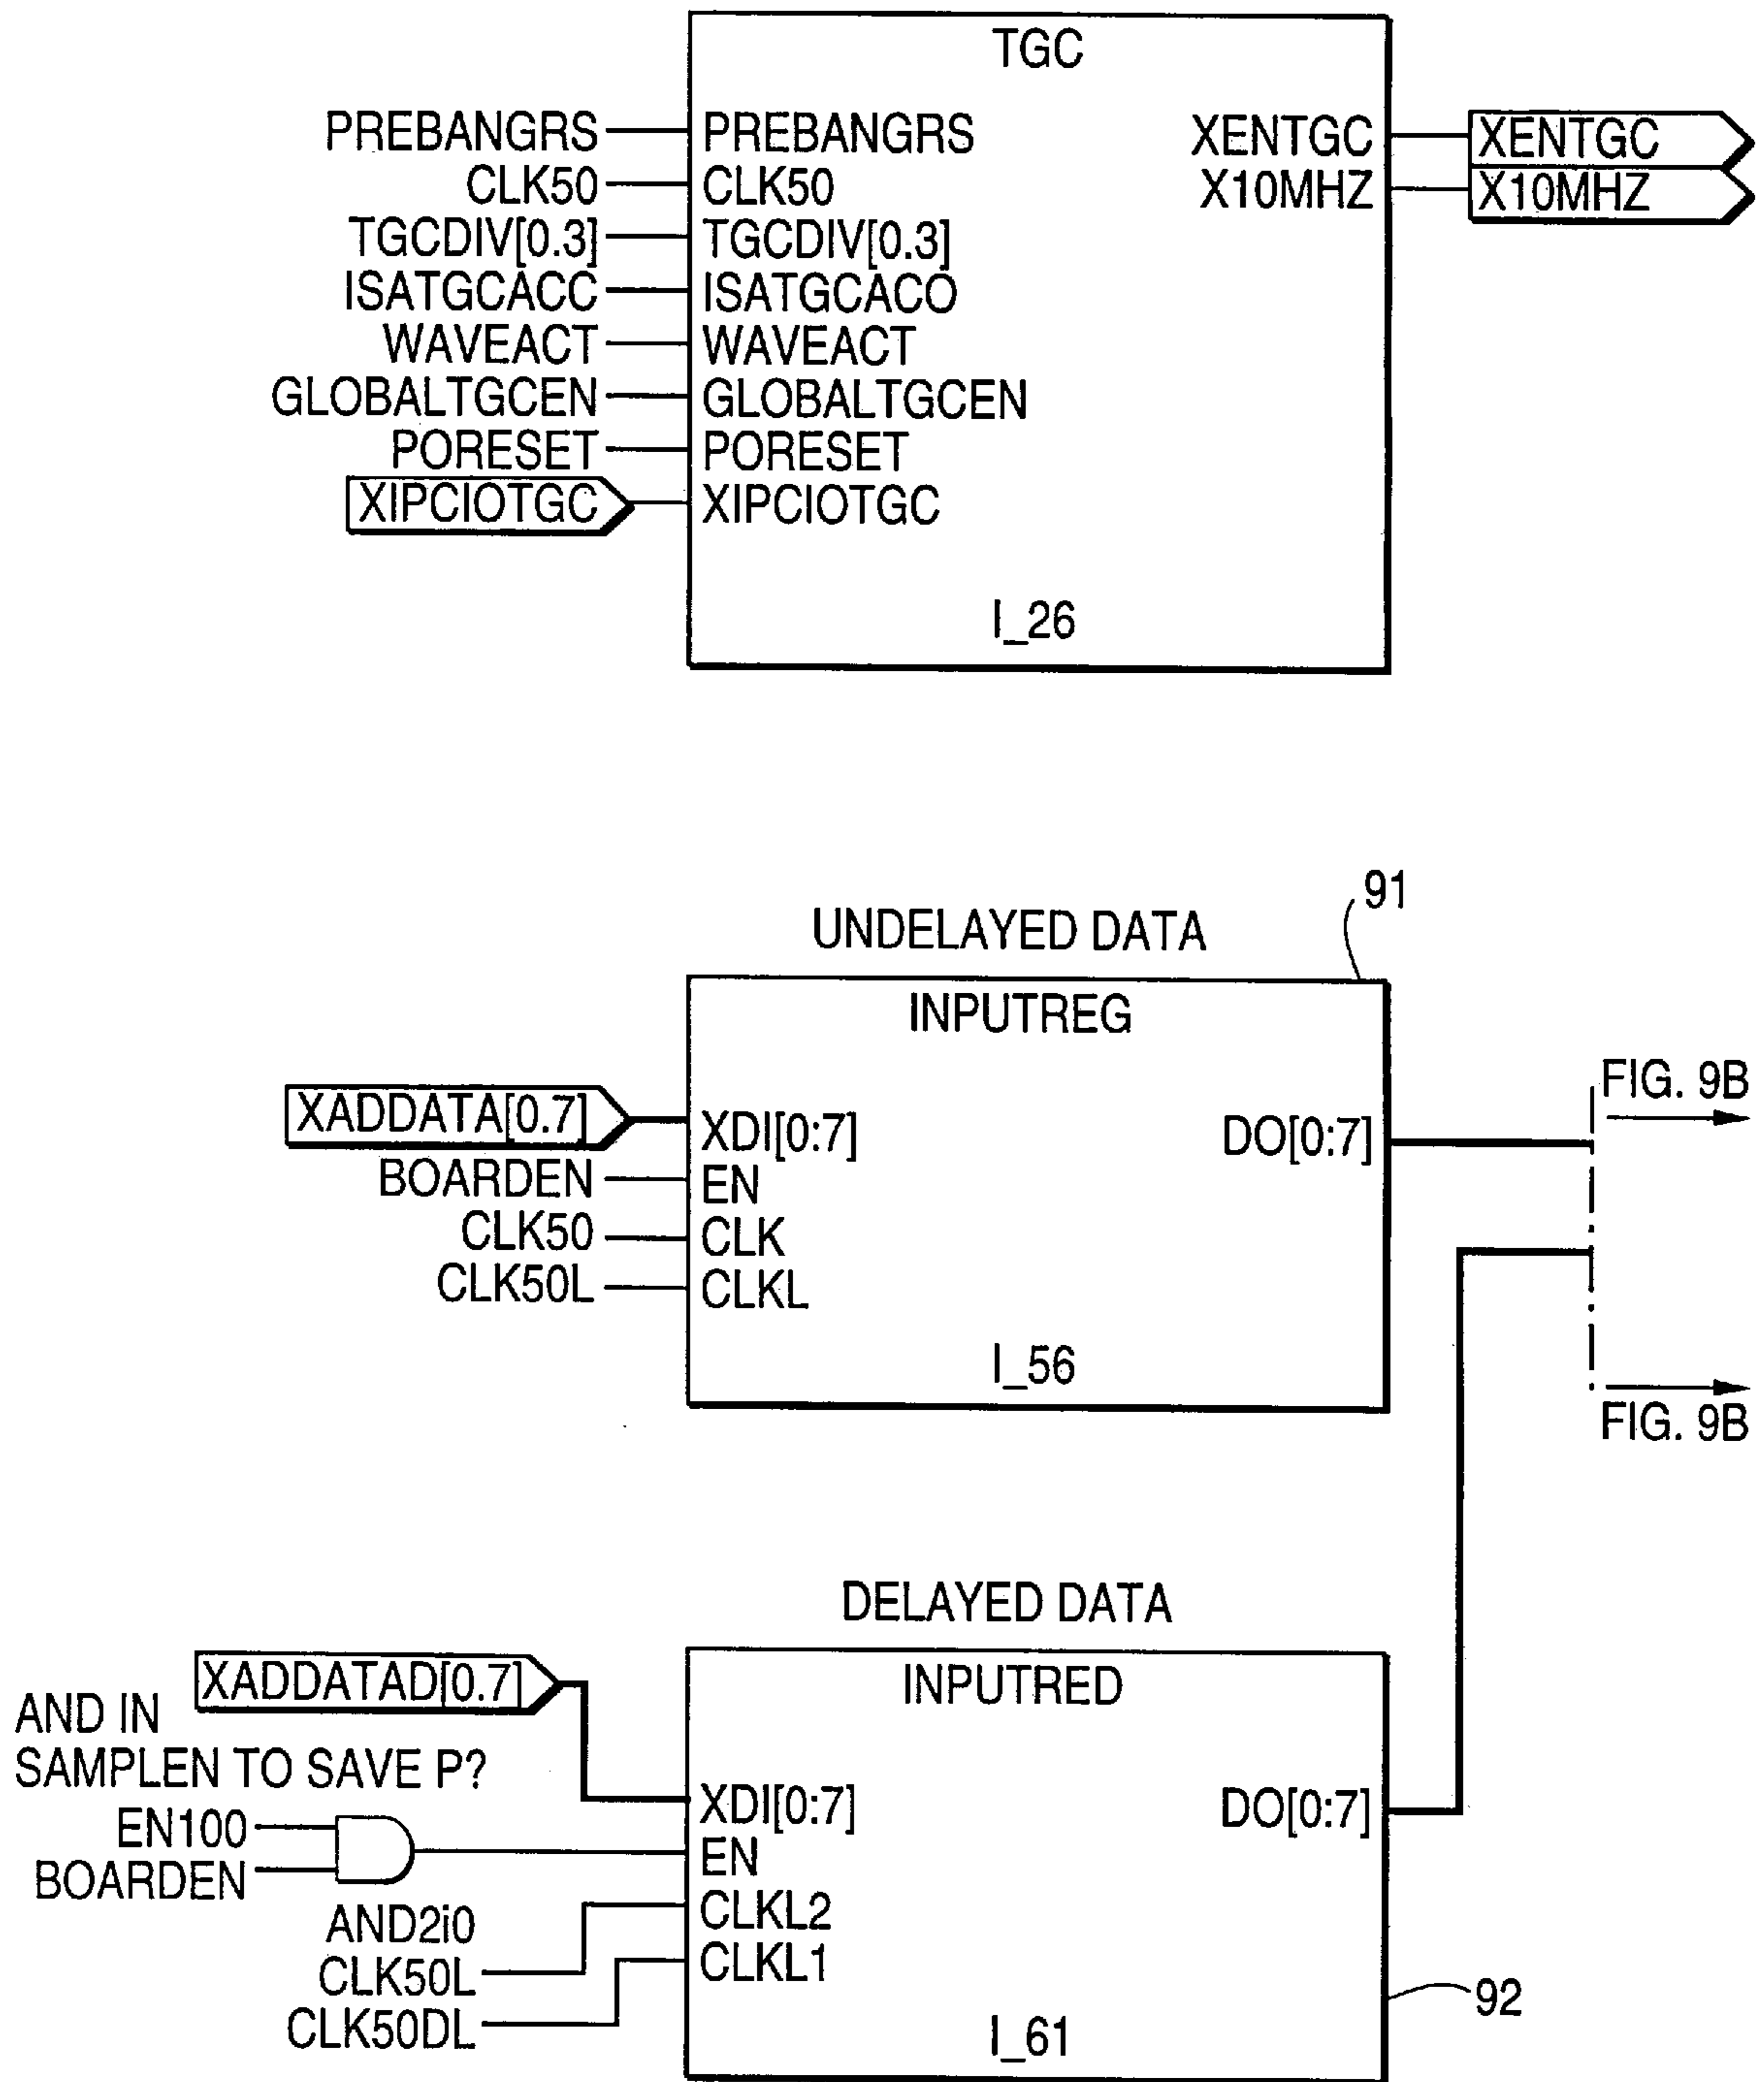 TGC
PREBANGRS PREBANGRS XENTGC XENTGC
CLK50 CLK50 X10MHZ X10MHZ
TGCDIV[0.3] TGCDIV[0.3]
ISATGCACC ISATGCACO
WAVEACT WAVEACT
GLOBALTGCEN GLOBALTGCEN
PORESET PORESET
XIPCIOTGC XIPCIOTGC
I_26
91
UNDELAYED DATA
INPUTREG
FIG. 9B
XADDATA[0.7] XDI[0:7] DO[0:7]
BOARDEN EN
CLK50 CLK
CLK50L CLKL
I_56
FIG. 9B
DELAYED DATA
XADDATAD[0.7] INPUTRED
AND IN
SAMPLEN TO SAVE P?
XDI[0:7] DO[0:7]
EN100
EN
BOARDEN
CLKL2
AND2i0
CLKL1
CLK50L
92
CLK50DL
I_61